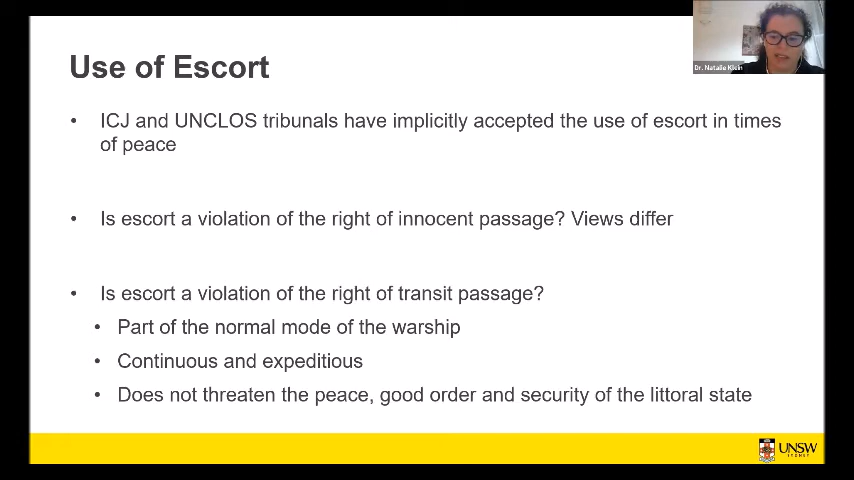 Use of Escort
Dr. Natalie Klein
• ICJ and UNCLOS tribunals have implicitly accepted the use of escort in times
of peace
• Is escort a violation of the right of innocent passage? Views differ
• Is escort a violation of the right of transit passage?
• Part of the normal mode of the warship
• Continuous and expeditious
• Does not threaten the peace, good order and security of the littoral state
UNSW
SYDNEY